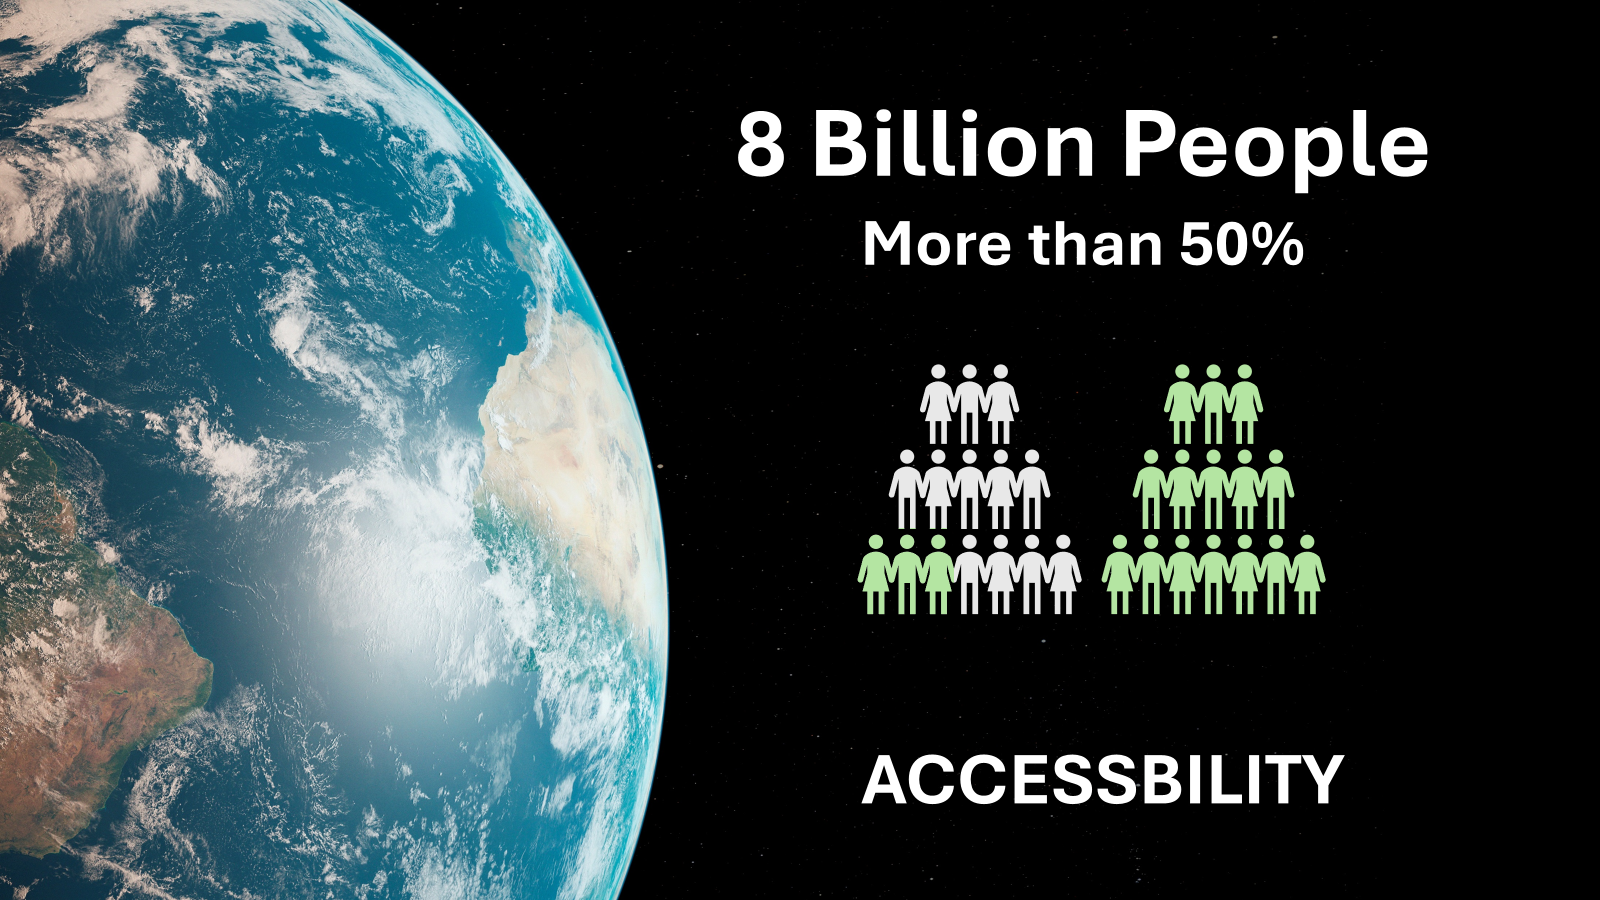 8 Billion People
More than 50%
ACCESSBILITY